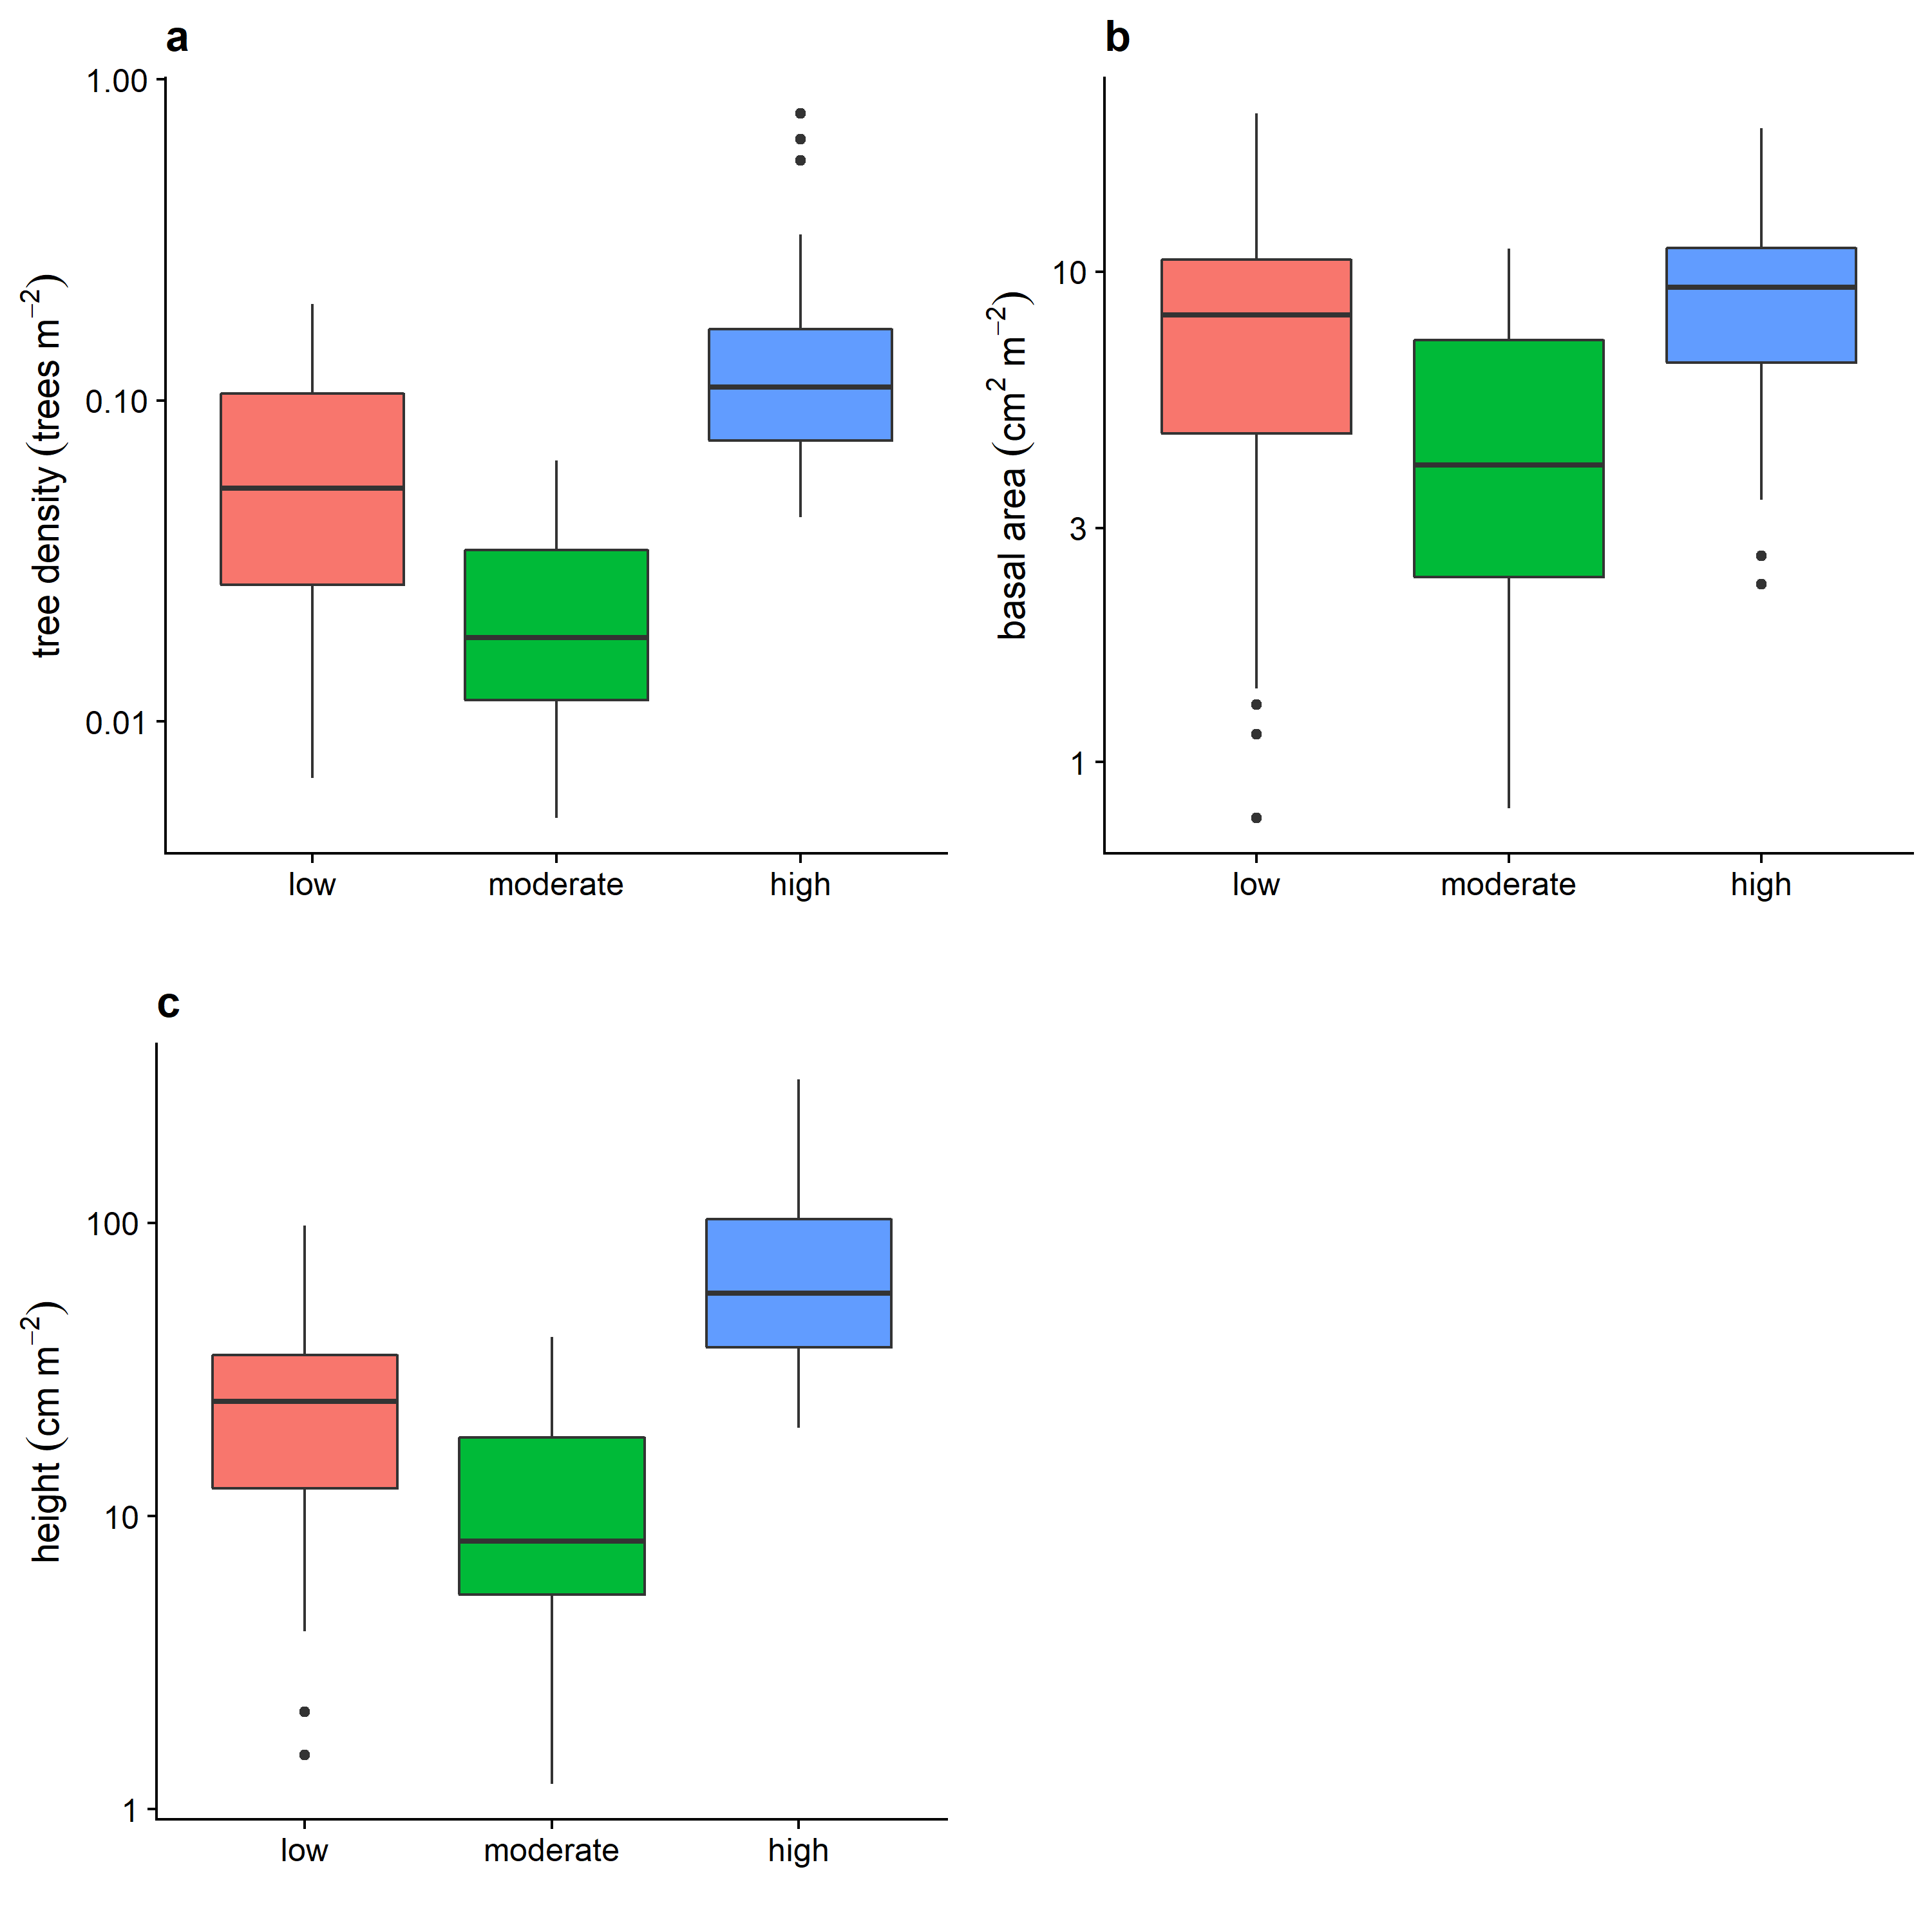 a
1.00
0.10
0.01
tree density (trees m⁻²)
low moderate high
b
10
3
1
basal area (cm² m⁻²)
low moderate high
c
100
10
1
height (cm m⁻²)
low moderate high